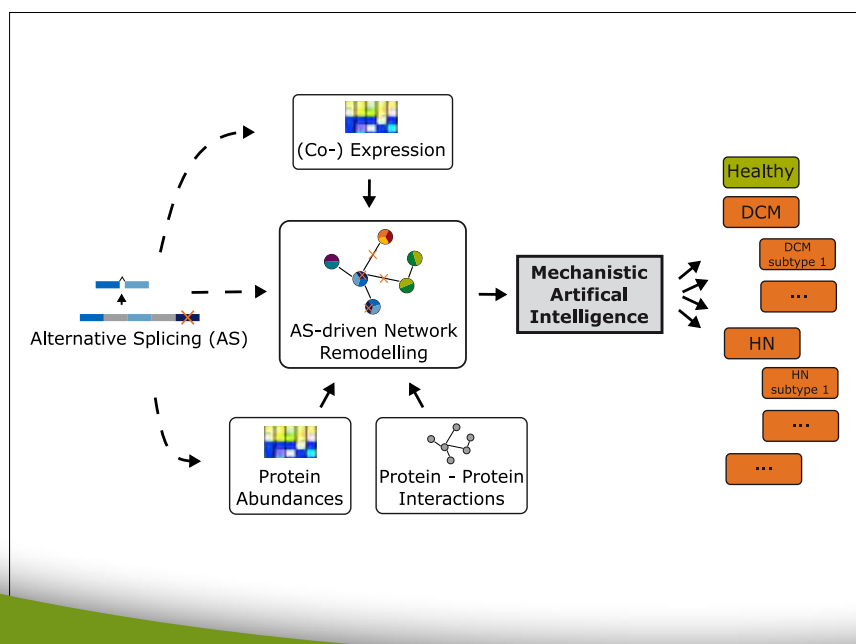 (Co-) Expression
Alternative Splicing (AS)
AS-driven Network
Remodelling
Protein
Abundances
Protein - Protein
Interactions
Mechanistic
Artifical
Intelligence
Healthy
DCM
DCM
subtype 1
...
HN
HN
subtype 1
...
...